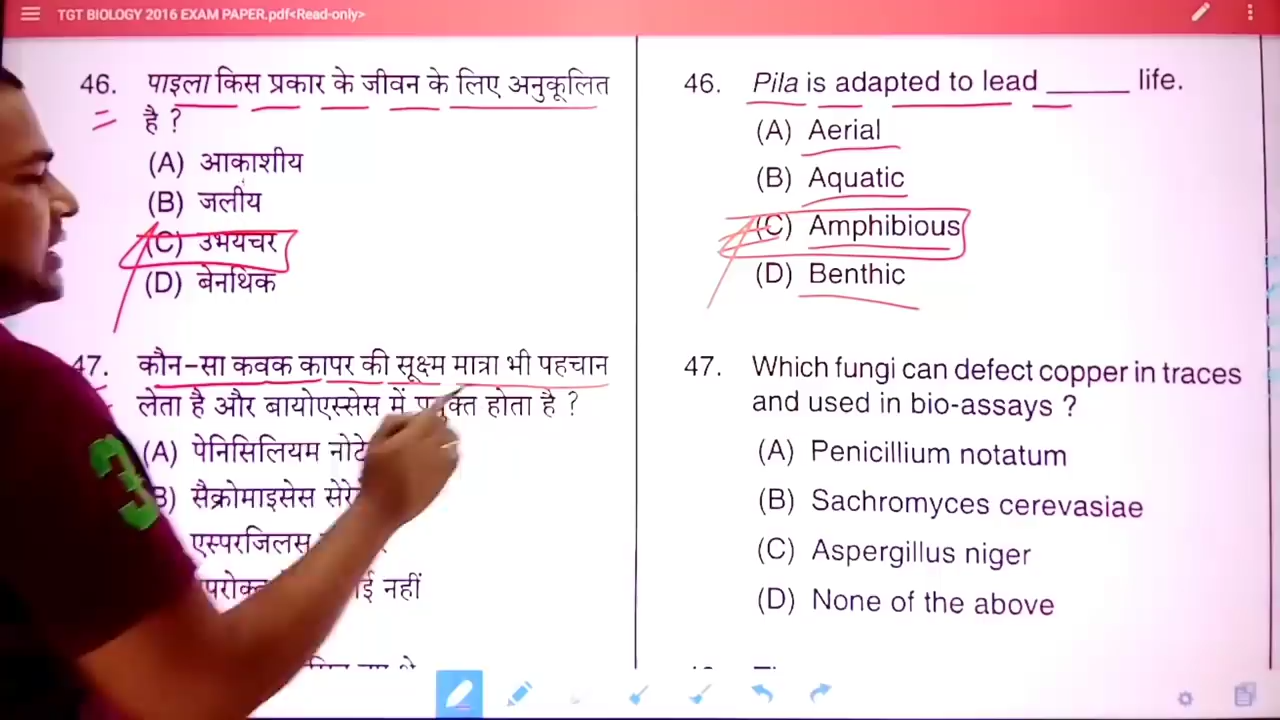 TGT BIOLOGY 2016 EXAM PAPER.pdf<Read-only>
46. पाइला किस प्रकार के जीवन के लिए अनुकूलित
है ?
(A) आकाशीय
(B) जलीय
(C) उभयचर
(D) बेनथिक
47. कौन-सा कवक कापर की सूक्ष्म मात्रा भी पहचान
लेता है और बायोएस्सेस में होता है ?
(A) पेनिसिलियम
B) सैक्रोमाइसेस
एस्परजिलस
नहीं
46. Pila is adapted to lead ______ life.
(A) Aerial
(B) Aquatic
(C) Amphibious
(D) Benthic
47. Which fungi can defect copper in traces
and used in bio-assays ?
(A) Penicillium notatum
(B) Sachromyces cerevasiae
(C) Aspergillus niger
(D) None of the above
3